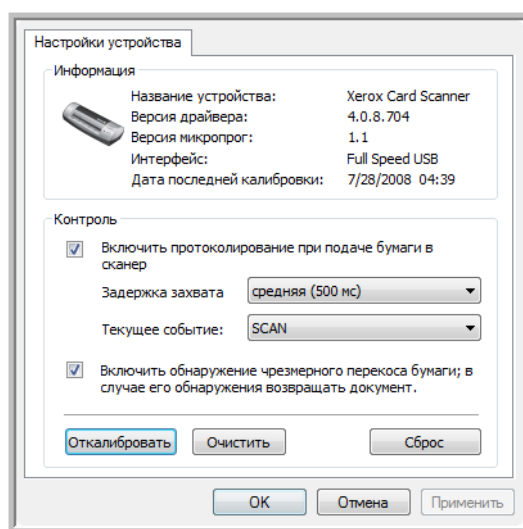 Настройки устройства
Информация
Название устройства: Xerox Card Scanner
Версия драйвера: 4.0.8.704
Версия микропрог: 1.1
Интерфейс: Full Speed USB
Дата последней калибровки: 7/28/2008 04:39
Контроль
Включить протоколирование при подаче бумаги в
сканер
Задержка захвата средняя (500 мс)
Текущее событие: SCAN
Включить обнаружение чрезмерного перекоса бумаги; в
случае его обнаружения возвращать документ.
Откалибровать Очистить Сброс
OK Отмена Применить